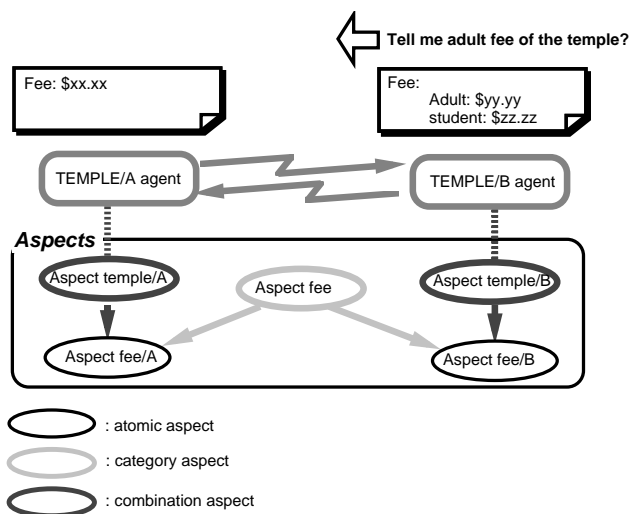 Tell me adult fee of the temple?
Fee: $xx.xx
Fee:
Adult: $yy.yy
student: $zz.zz
TEMPLE/A agent
TEMPLE/B agent
Aspects
Aspect temple/A
Aspect fee
Aspect temple/B
Aspect fee/A
Aspect fee/B
: atomic aspect
: category aspect
: combination aspect